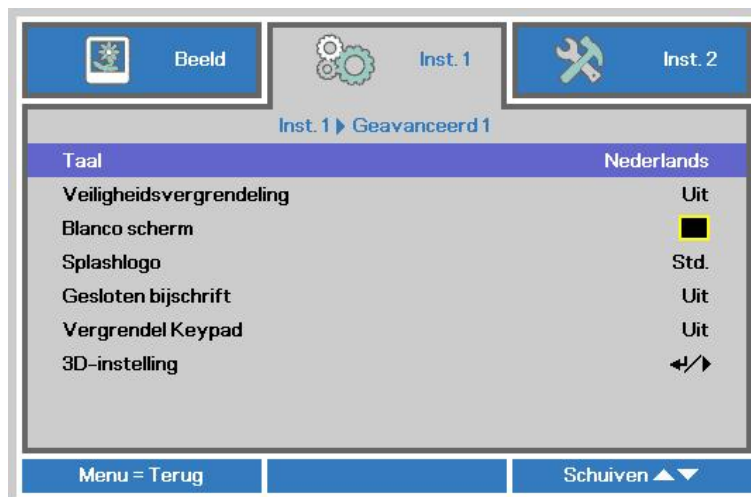 Beeld
Inst. 1
Inst. 2
Inst. 1 Geavanceerd 1
Taal Nederlands
Veiligheidsvergrendeling Uit
Blanco scherm
Splashlogo Std.
Gesloten bijschrift Uit
Vergrendel Keypad Uit
3D-instelling
Menu = Terug
Schuiven